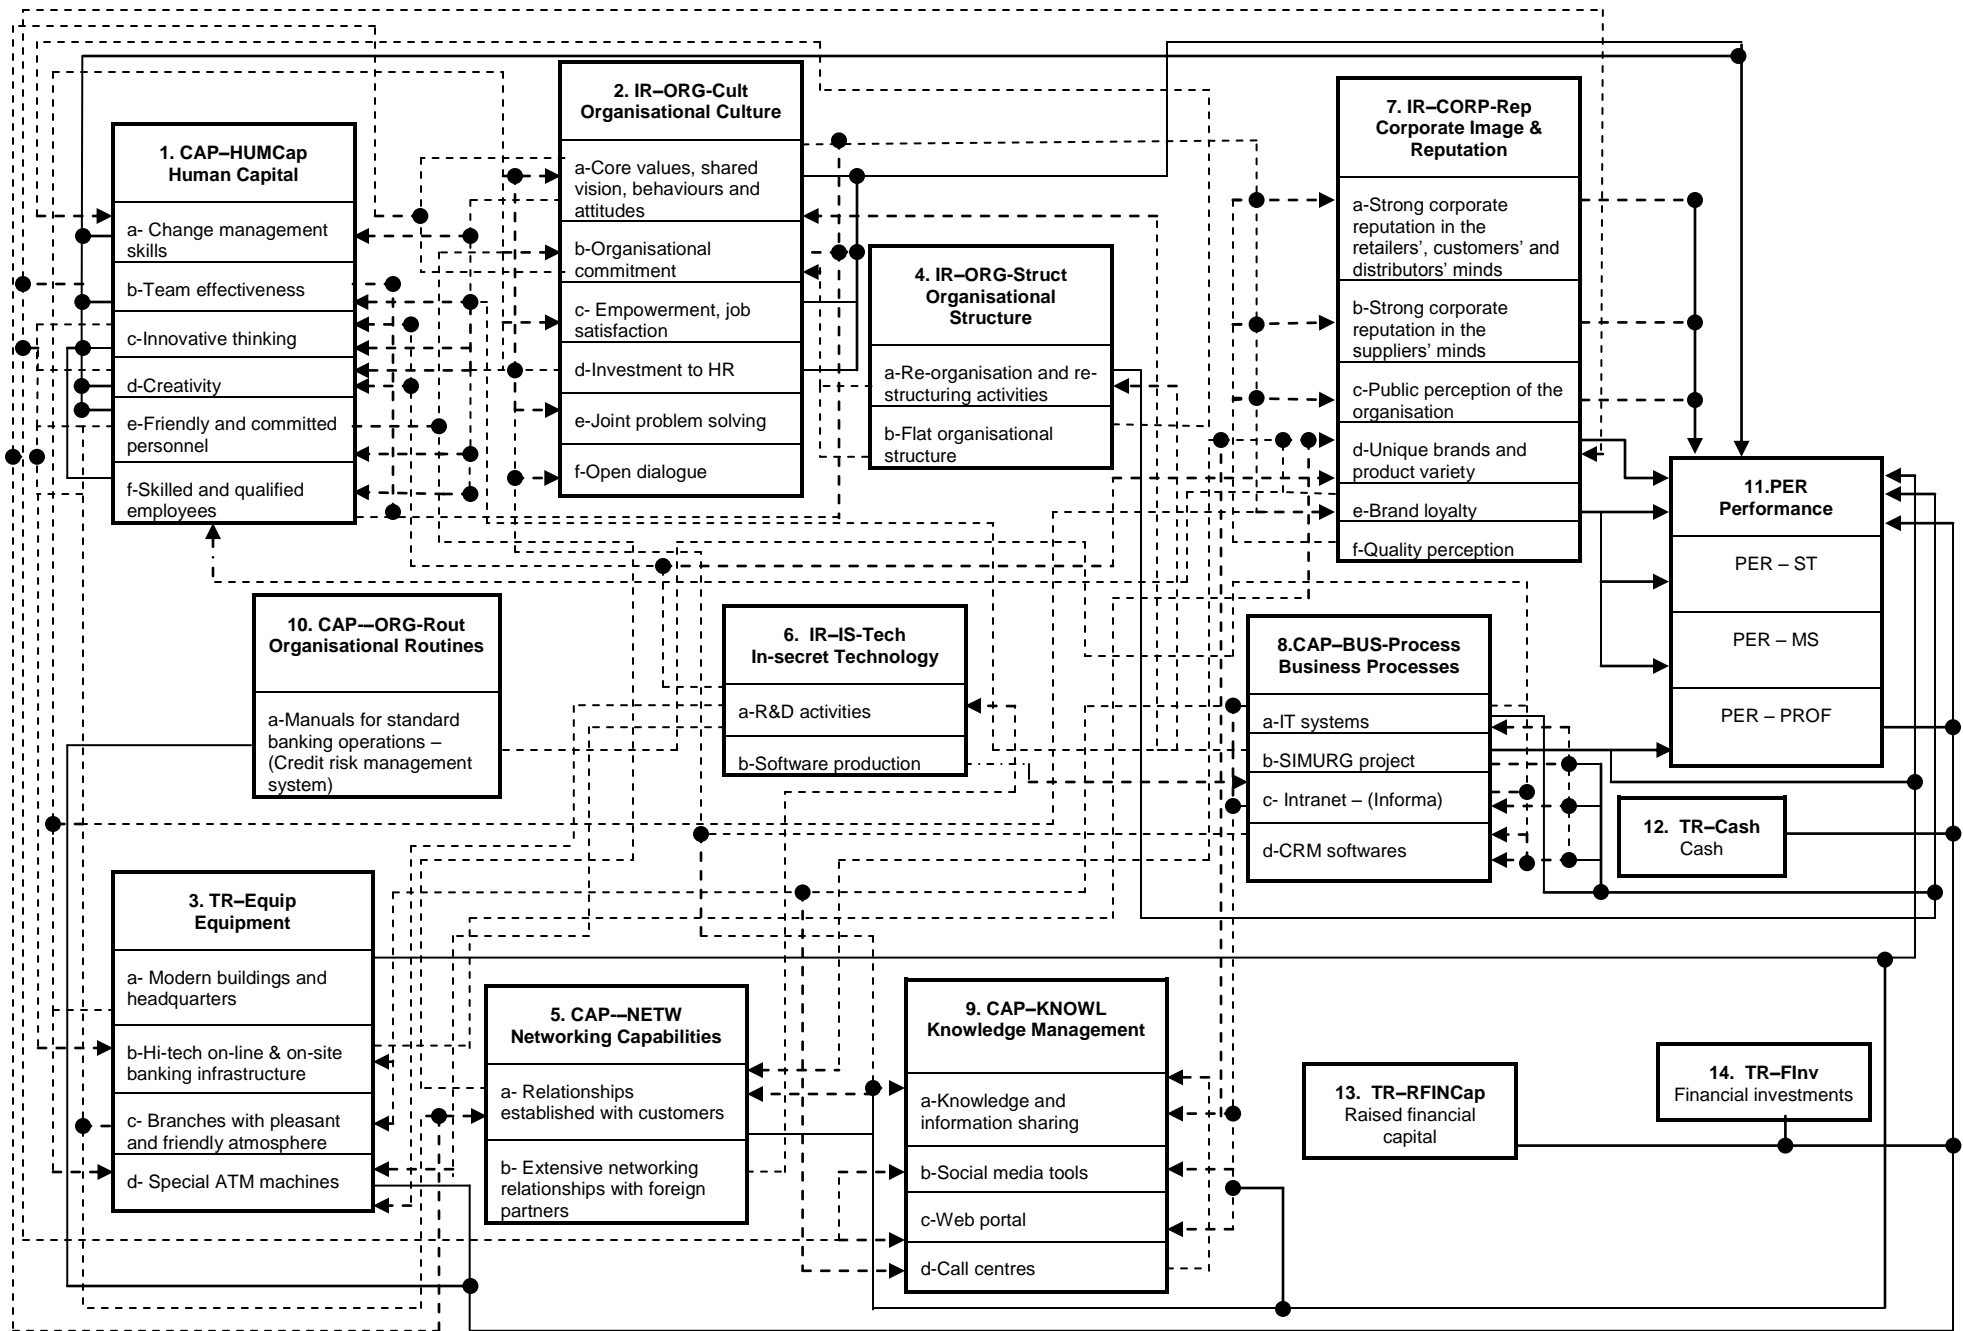 1. CAP–HUMCap
Human Capital
a- Change management
skills
b-Team effectiveness
c-Innovative thinking
d-Creativity
e-Friendly and committed
personnel
f-Skilled and qualified
employees
2. IR–ORG-Cult
Organisational Culture
a-Core values, shared
vision, behaviours and
attitudes
b-Organisational
commitment
c- Empowerment, job
satisfaction
d-Investment to HR
e-Joint problem solving
f-Open dialogue
4. IR–ORG-Struct
Organisational
Structure
a-Re-organisation and re-
structuring activities
b-Flat organisational
structure
7. IR–CORP-Rep
Corporate Image &
Reputation
a-Strong corporate
reputation in the
retailers’, customers’ and
distributors’ minds
b-Strong corporate
reputation in the
suppliers’ minds
c-Public perception of the
organisation
d-Unique brands and
product variety
e-Brand loyalty
f-Quality perception
11.PER
Performance
PER – ST
PER – MS
PER – PROF
10. CAP-–ORG-Rout
Organisational Routines
a-Manuals for standard
banking operations –
(Credit risk management
system)
6. IR–IS-Tech
In-secret Technology
a-R&D activities
b-Software production
8.CAP–BUS-Process
Business Processes
a-IT systems
b-SIMURG project
c- Intranet – (Informa)
d-CRM softwares
12. TR–Cash
Cash
3. TR–Equip
Equipment
a- Modern buildings and
headquarters
b-Hi-tech on-line & on-site
banking infrastructure
c- Branches with pleasant
and friendly atmosphere
d- Special ATM machines
5. CAP-–NETW
Networking Capabilities
a- Relationships
established with customers
b- Extensive networking
relationships with foreign
partners
9. CAP–KNOWL
Knowledge Management
a-Knowledge and
information sharing
b-Social media tools
c-Web portal
d-Call centres
13. TR–RFINCap
Raised financial
capital
14. TR–FInv
Financial investments